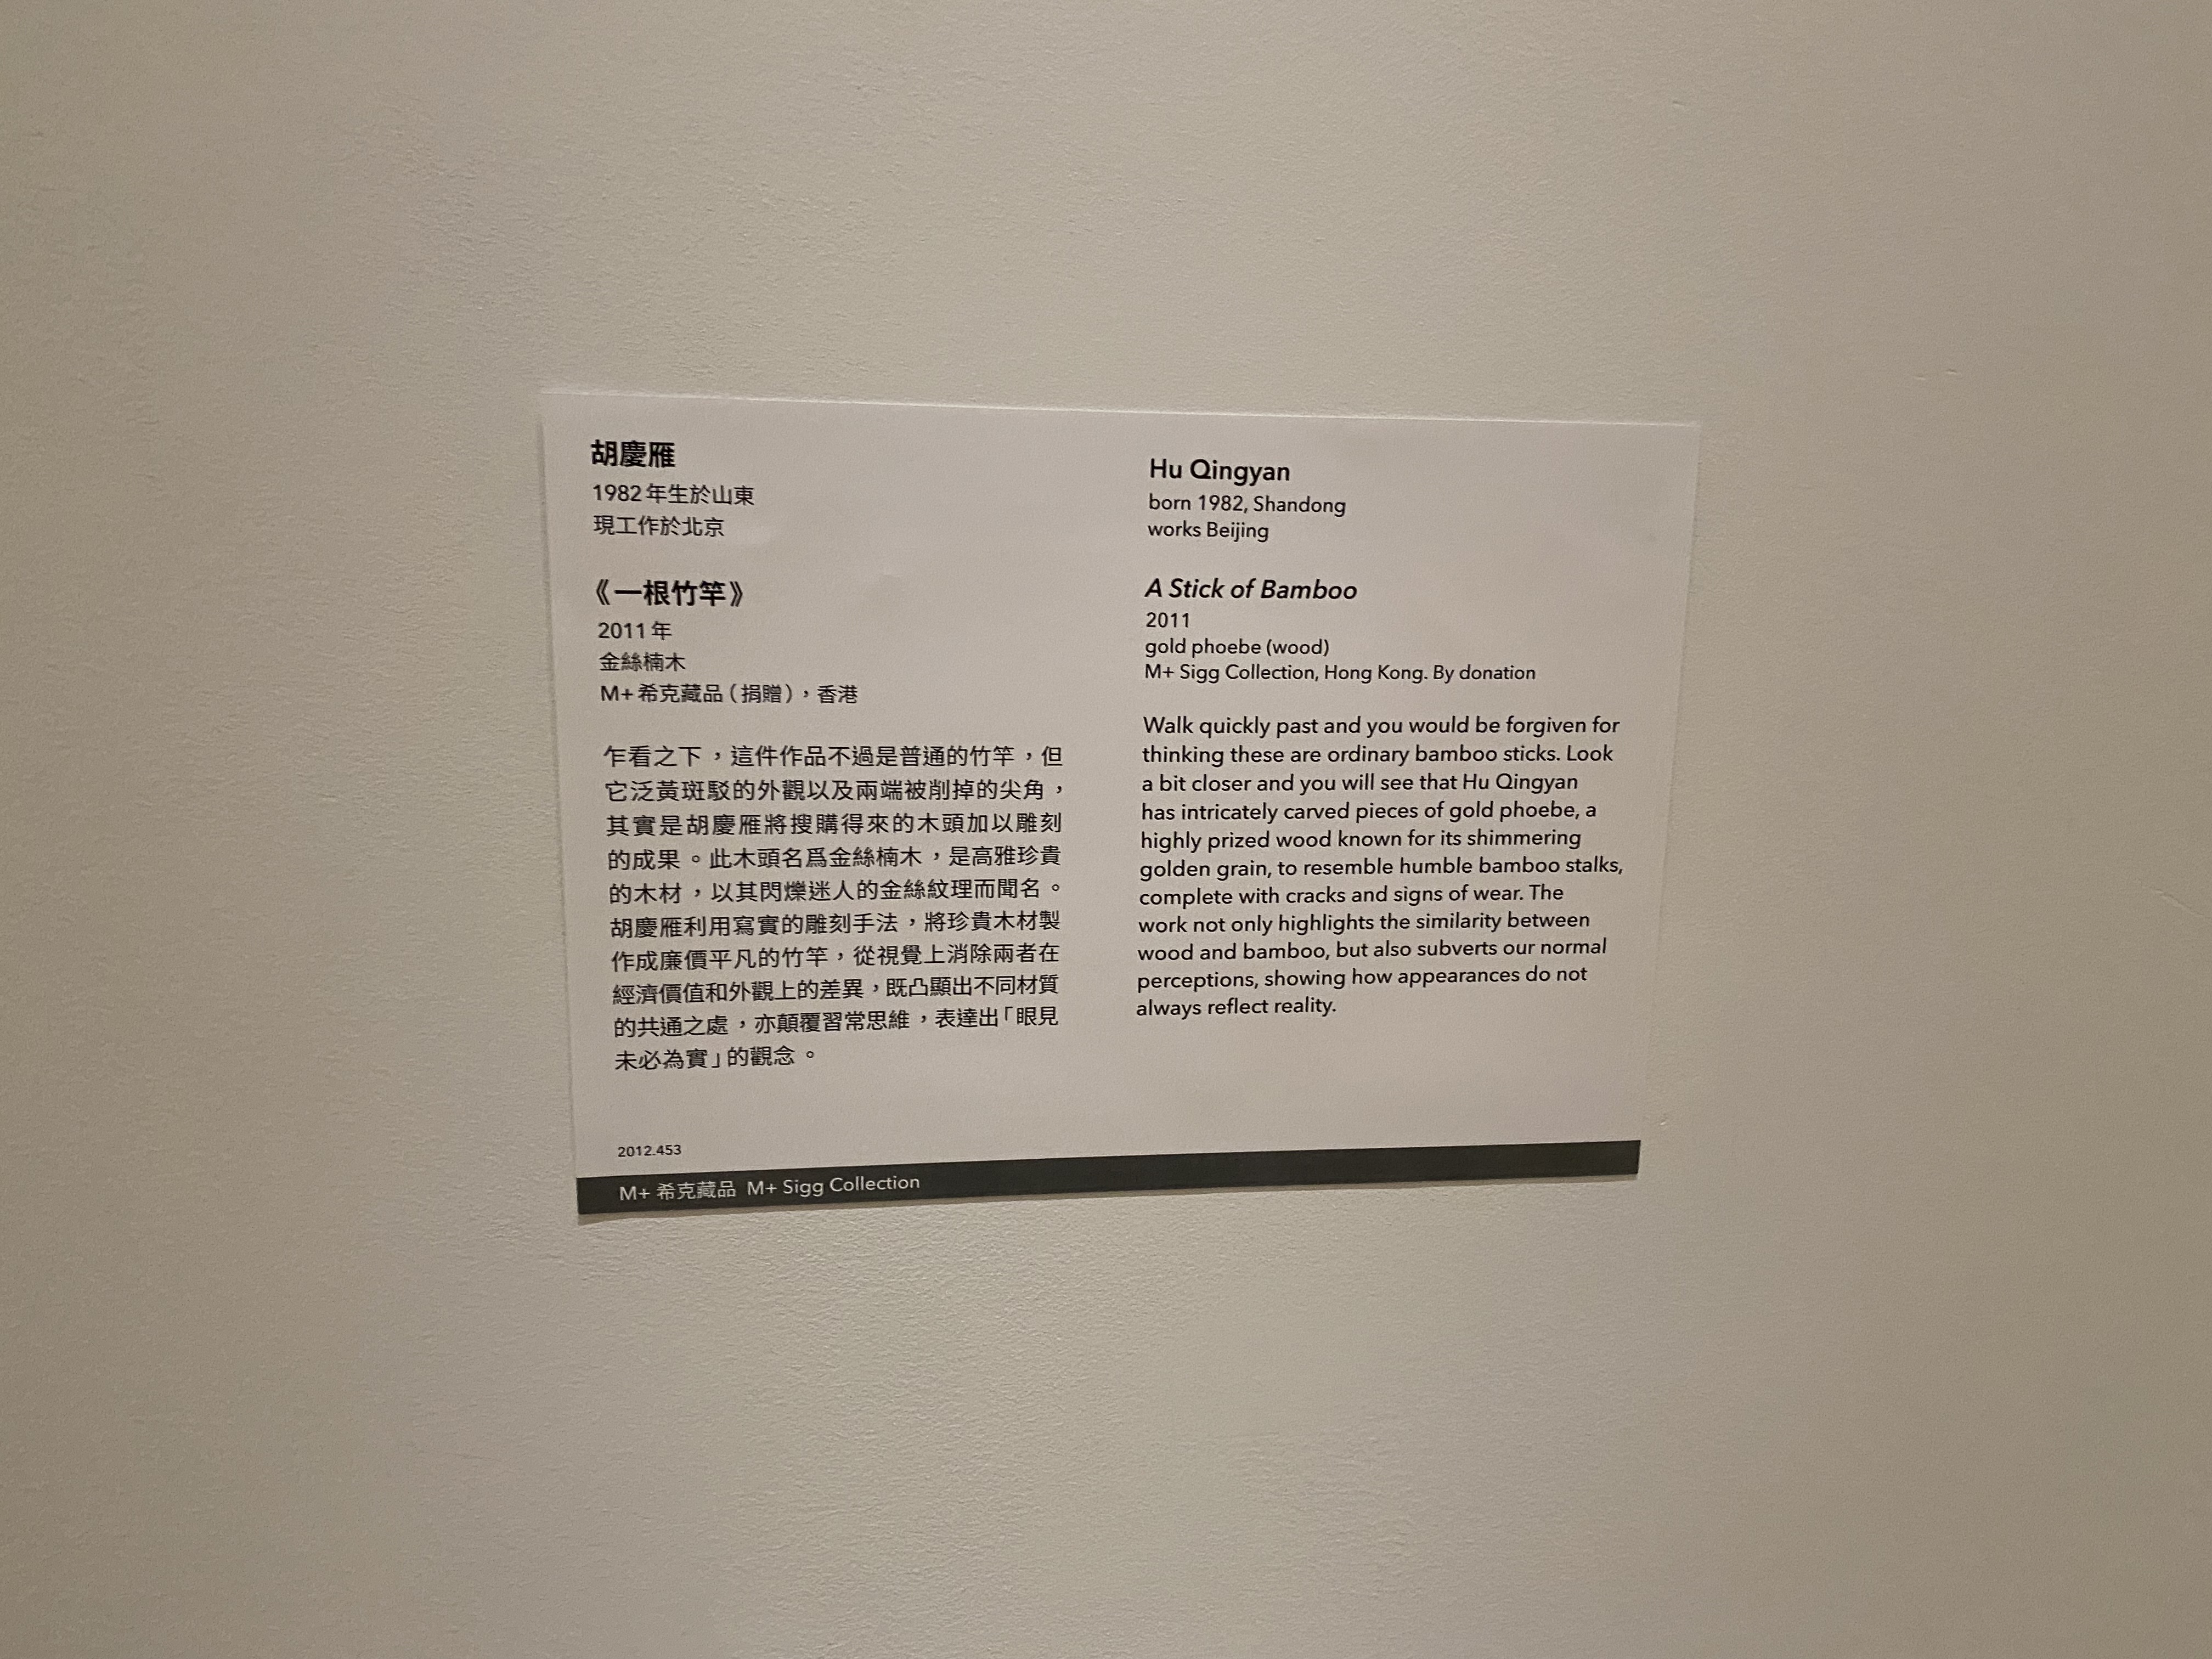 胡慶雁
1982年生於山東
現工作於北京
《一根竹竿》
2011年
金絲楠木
M+希克藏品（捐贈），香港
乍看之下，這件作品不過是普通的竹竿，但
它泛黃斑駁的外觀以及兩端被削掉的尖角，
其實是胡慶雁將搜購得來的木頭加以雕刻
的成果。此木頭名爲金絲楠木，是高雅珍貴
的木材，以其閃爍迷人的金絲紋理而聞名。
胡慶雁利用寫實的雕刻手法，將珍貴木材製
作成廉價平凡的竹竿，從視覺上消除兩者在
經濟價值和外觀上的差異，既凸顯出不同材質
的共通之處，亦顛覆習常思維，表達出「眼見
未必為實」的觀念。
Hu Qingyan
born 1982, Shandong
works Beijing
A Stick of Bamboo
2011
gold phoebe (wood)
M+ Sigg Collection, Hong Kong. By donation
Walk quickly past and you would be forgiven for
thinking these are ordinary bamboo sticks. Look
a bit closer and you will see that Hu Qingyan
has intricately carved pieces of gold phoebe, a
highly prized wood known for its shimmering
golden grain, to resemble humble bamboo stalks,
complete with cracks and signs of wear. The
work not only highlights the similarity between
wood and bamboo, but also subverts our normal
perceptions, showing how appearances do not
always reflect reality.
2012.453
M+ 希克藏品 M+ Sigg Collection